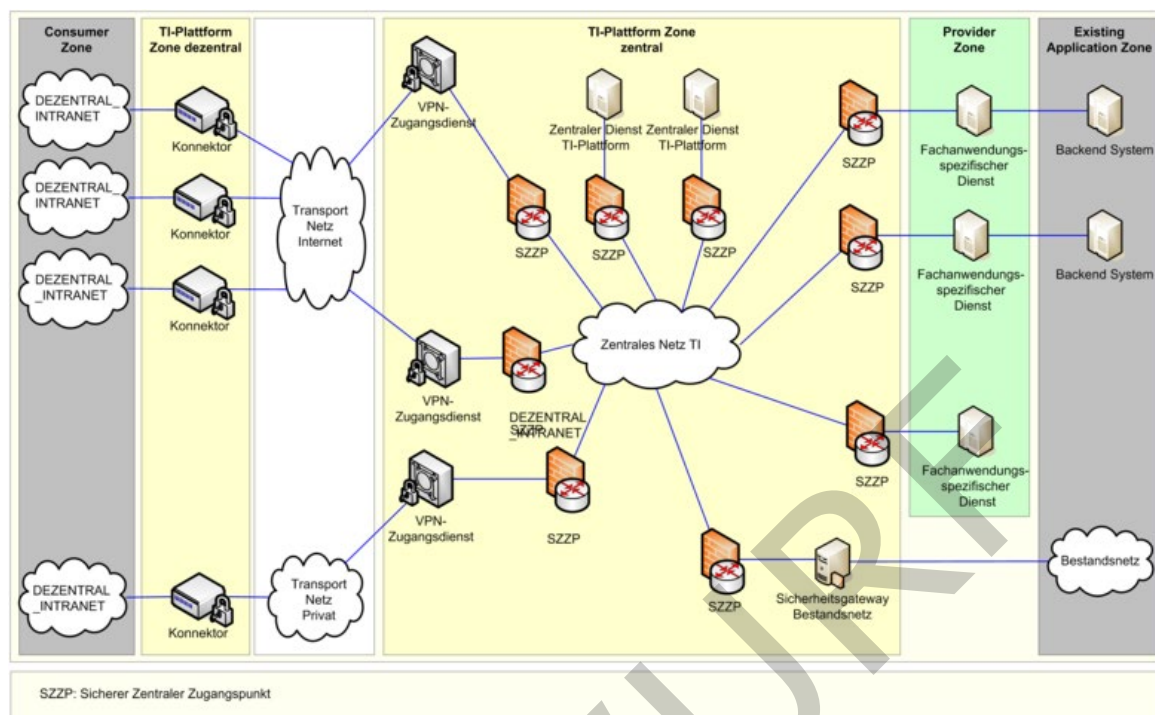 Consumer
Zone
TI-Plattform
Zone dezentral
TI-Plattform Zone
zentral
Provider
Zone
Existing
Application Zone
DEZENTRAL_
INTRANET
Konnektor
DEZENTRAL_
INTRANET
Konnektor
DEZENTRAL
_INTRANET
Konnektor
DEZENTRAL
_INTRANET
Konnektor
Transport
Netz
Internet
Transport
Netz
Privat
VPN-
Zugangsdienst
VPN-
Zugangsdienst
VPN-
Zugangsdienst
Zentraler Dienst
TI-Plattform
Zentraler Dienst
TI-Plattform
SZZP
SZZP
SZZP
DEZENTRAL
_INTRANET
SZZP
SZZP
Zentrales Netz TI
SZZP
SZZP
SZZP
SZZP
Sicherheitsgateway
Bestandsnetz
Fachanwendungs-
spezifischer
Dienst
Fachanwendungs-
spezifischer
Dienst
Fachanwendungs-
spezifischer
Dienst
Backend System
Backend System
Bestandsnetz
SZZP: Sicherer Zentraler Zugangspunkt